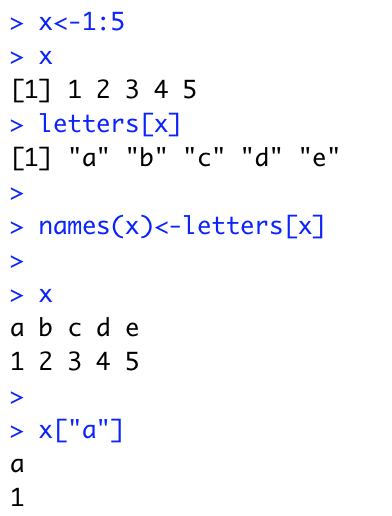 > x<-1:5
> x
[1] 1 2 3 4 5
> letters[x]
[1] "a" "b" "c" "d" "e"
>
> names(x)<-letters[x]
>
> x
a b c d e
1 2 3 4 5
>
> x["a"]
a
1